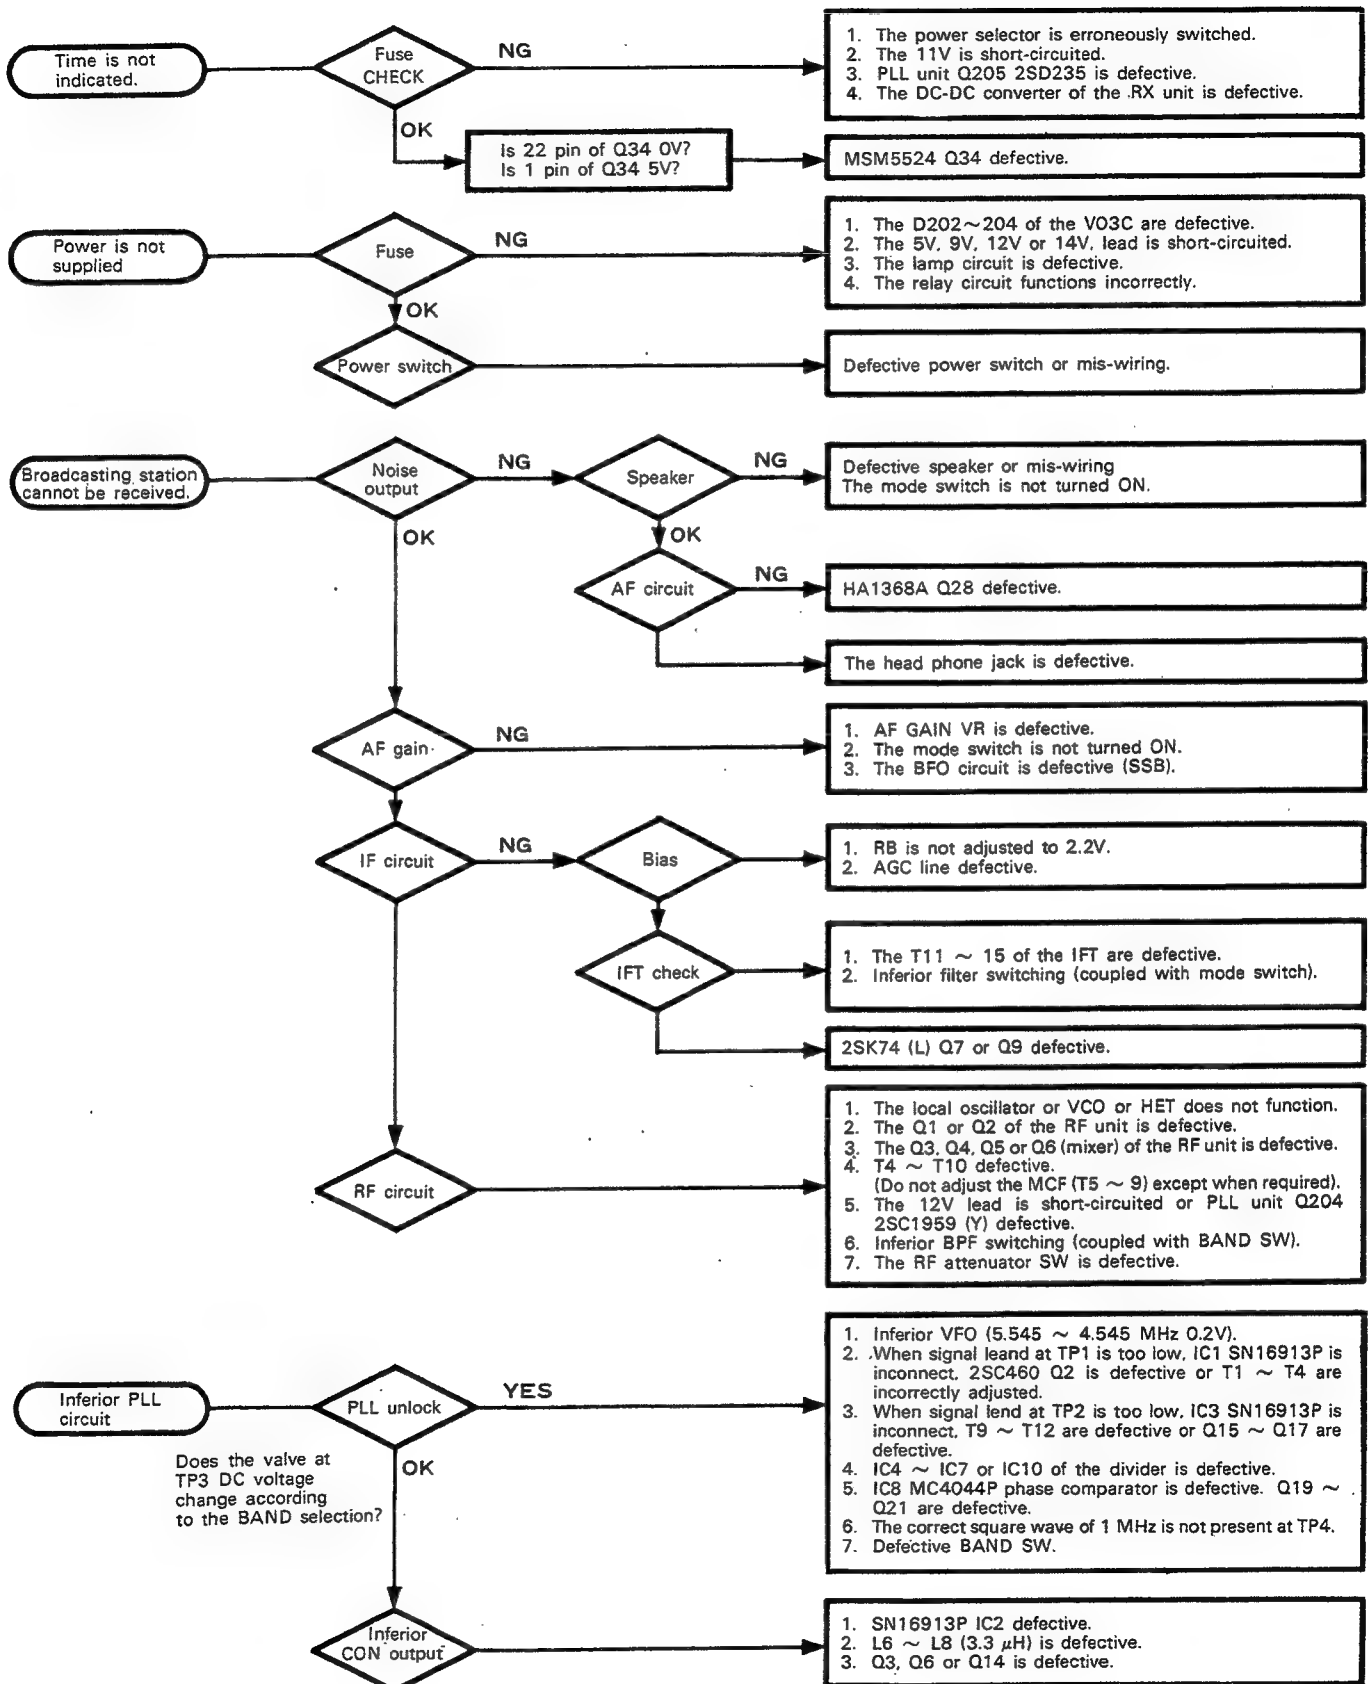 Time is not
indicated.
Fuse
CHECK
NG
1. The power selector is erroneously switched.
2. The 11V is short-circuited.
3. PLL unit Q205 2SD235 is defective.
4. The DC-DC converter of the RX unit is defective.
OK
Is 22 pin of Q34 0V?
Is 1 pin of Q34 5V?
MSM5524 Q34 defective.
Power is not
supplied
Fuse
NG
1. The D202~204 of the V03C are defective.
2. The 5V, 9V, 12V or 14V, lead is short-circuited.
3. The lamp circuit is defective.
4. The relay circuit functions incorrectly.
OK
Power switch
Defective power switch or mis-wiring.
Broadcasting station
cannot be received.
Noise
output
NG
Speaker
NG
Defective speaker or mis-wiring
The mode switch is not turned ON.
OK
OK
AF circuit
NG
HA1368A Q28 defective.
The head phone jack is defective.
AF gain
NG
1. AF GAIN VR is defective.
2. The mode switch is not turned ON.
3. The BFO circuit is defective (SSB).
IF circuit
NG
Bias
1. RB is not adjusted to 2.2V.
2. AGC line defective.
IFT check
1. The T11 ~ 15 of the IFT are defective.
2. Inferior filter switching (coupled with mode switch).
2SK74 (L) Q7 or Q9 defective.
RF circuit
1. The local oscillator or VCO or HET does not function.
2. The Q1 or Q2 of the RF unit is defective.
3. The Q3, Q4, Q5 or Q6 (mixer) of the RF unit is defective.
4. T4 ~ T10 defective.
(Do not adjust the MCF (T5 ~ 9) except when required).
5. The 12V lead is short-circuited or PLL unit Q204
2SC1959 (Y) defective.
6. Inferior BPF switching (coupled with BAND SW).
7. The RF attenuator SW is defective.
Inferior PLL
circuit
PLL unlock
YES
1. Inferior VFO (5.545 ~ 4.545 MHz 0.2V).
2. When signal leand at TP1 is too low, IC1 SN16913P is
inconnect, 2SC460 Q2 is defective or T1 ~ T4 are
incorrectly adjusted.
3. When signal lend at TP2 is too low, IC3 SN16913P is
inconnect, T9 ~ T12 are defective or Q15 ~ Q17 are
defective.
4. IC4 ~ IC7 or IC10 of the divider is defective.
5. IC8 MC4044P phase comparator is defective. Q19 ~
Q21 are defective.
6. The correct square wave of 1 MHz is not present at TP4.
7. Defective BAND SW.
Does the valve at
TP3 DC voltage
change according
to the BAND selection?
OK
Inferior
CON output
1. SN16913P IC2 defective.
2. L6 ~ L8 (3.3 μH) is defective.
3. Q3, Q6 or Q14 is defective.